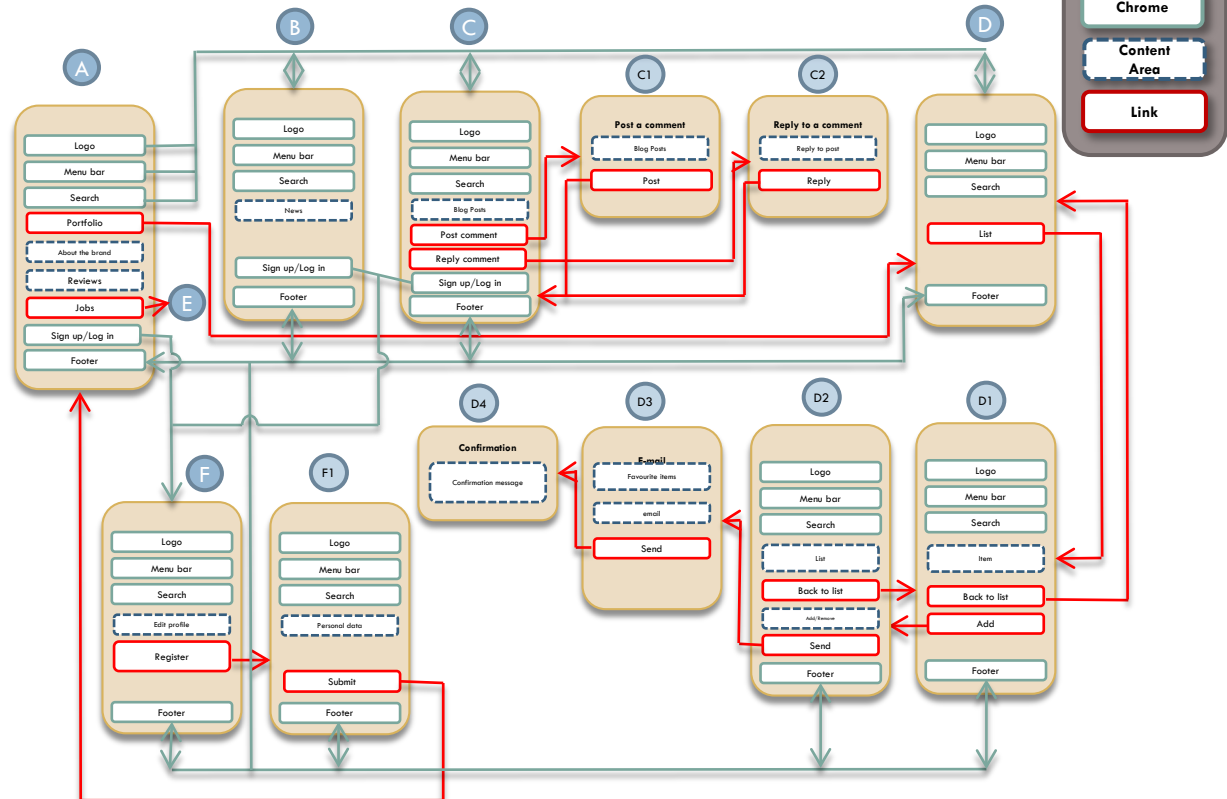 Chrome
Content
Area
Link
A
Logo
Menu bar
Search
Portfolio
About the brand
Reviews
Jobs
Sign up/Log in
Footer
E
B
Logo
Menu bar
Search
News
Sign up/Log in
Footer
C
Logo
Menu bar
Search
Blog Posts
Post comment
Reply comment
Sign up/Log in
Footer
C1
Post a comment
Blog Posts
Post
C2
Reply to a comment
Reply to post
Reply
D
Logo
Menu bar
Search
List
Footer
F
Logo
Menu bar
Search
Edit profile
Register
Footer
F1
Logo
Menu bar
Search
Personal data
Submit
Footer
D4
Confirmation
Confirmation message
D3
E-mail
Favourite items
email
Send
D2
Logo
Menu bar
Search
List
Back to list
Add/Remove
Send
Footer
D1
Logo
Menu bar
Search
Item
Back to list
Add
Footer